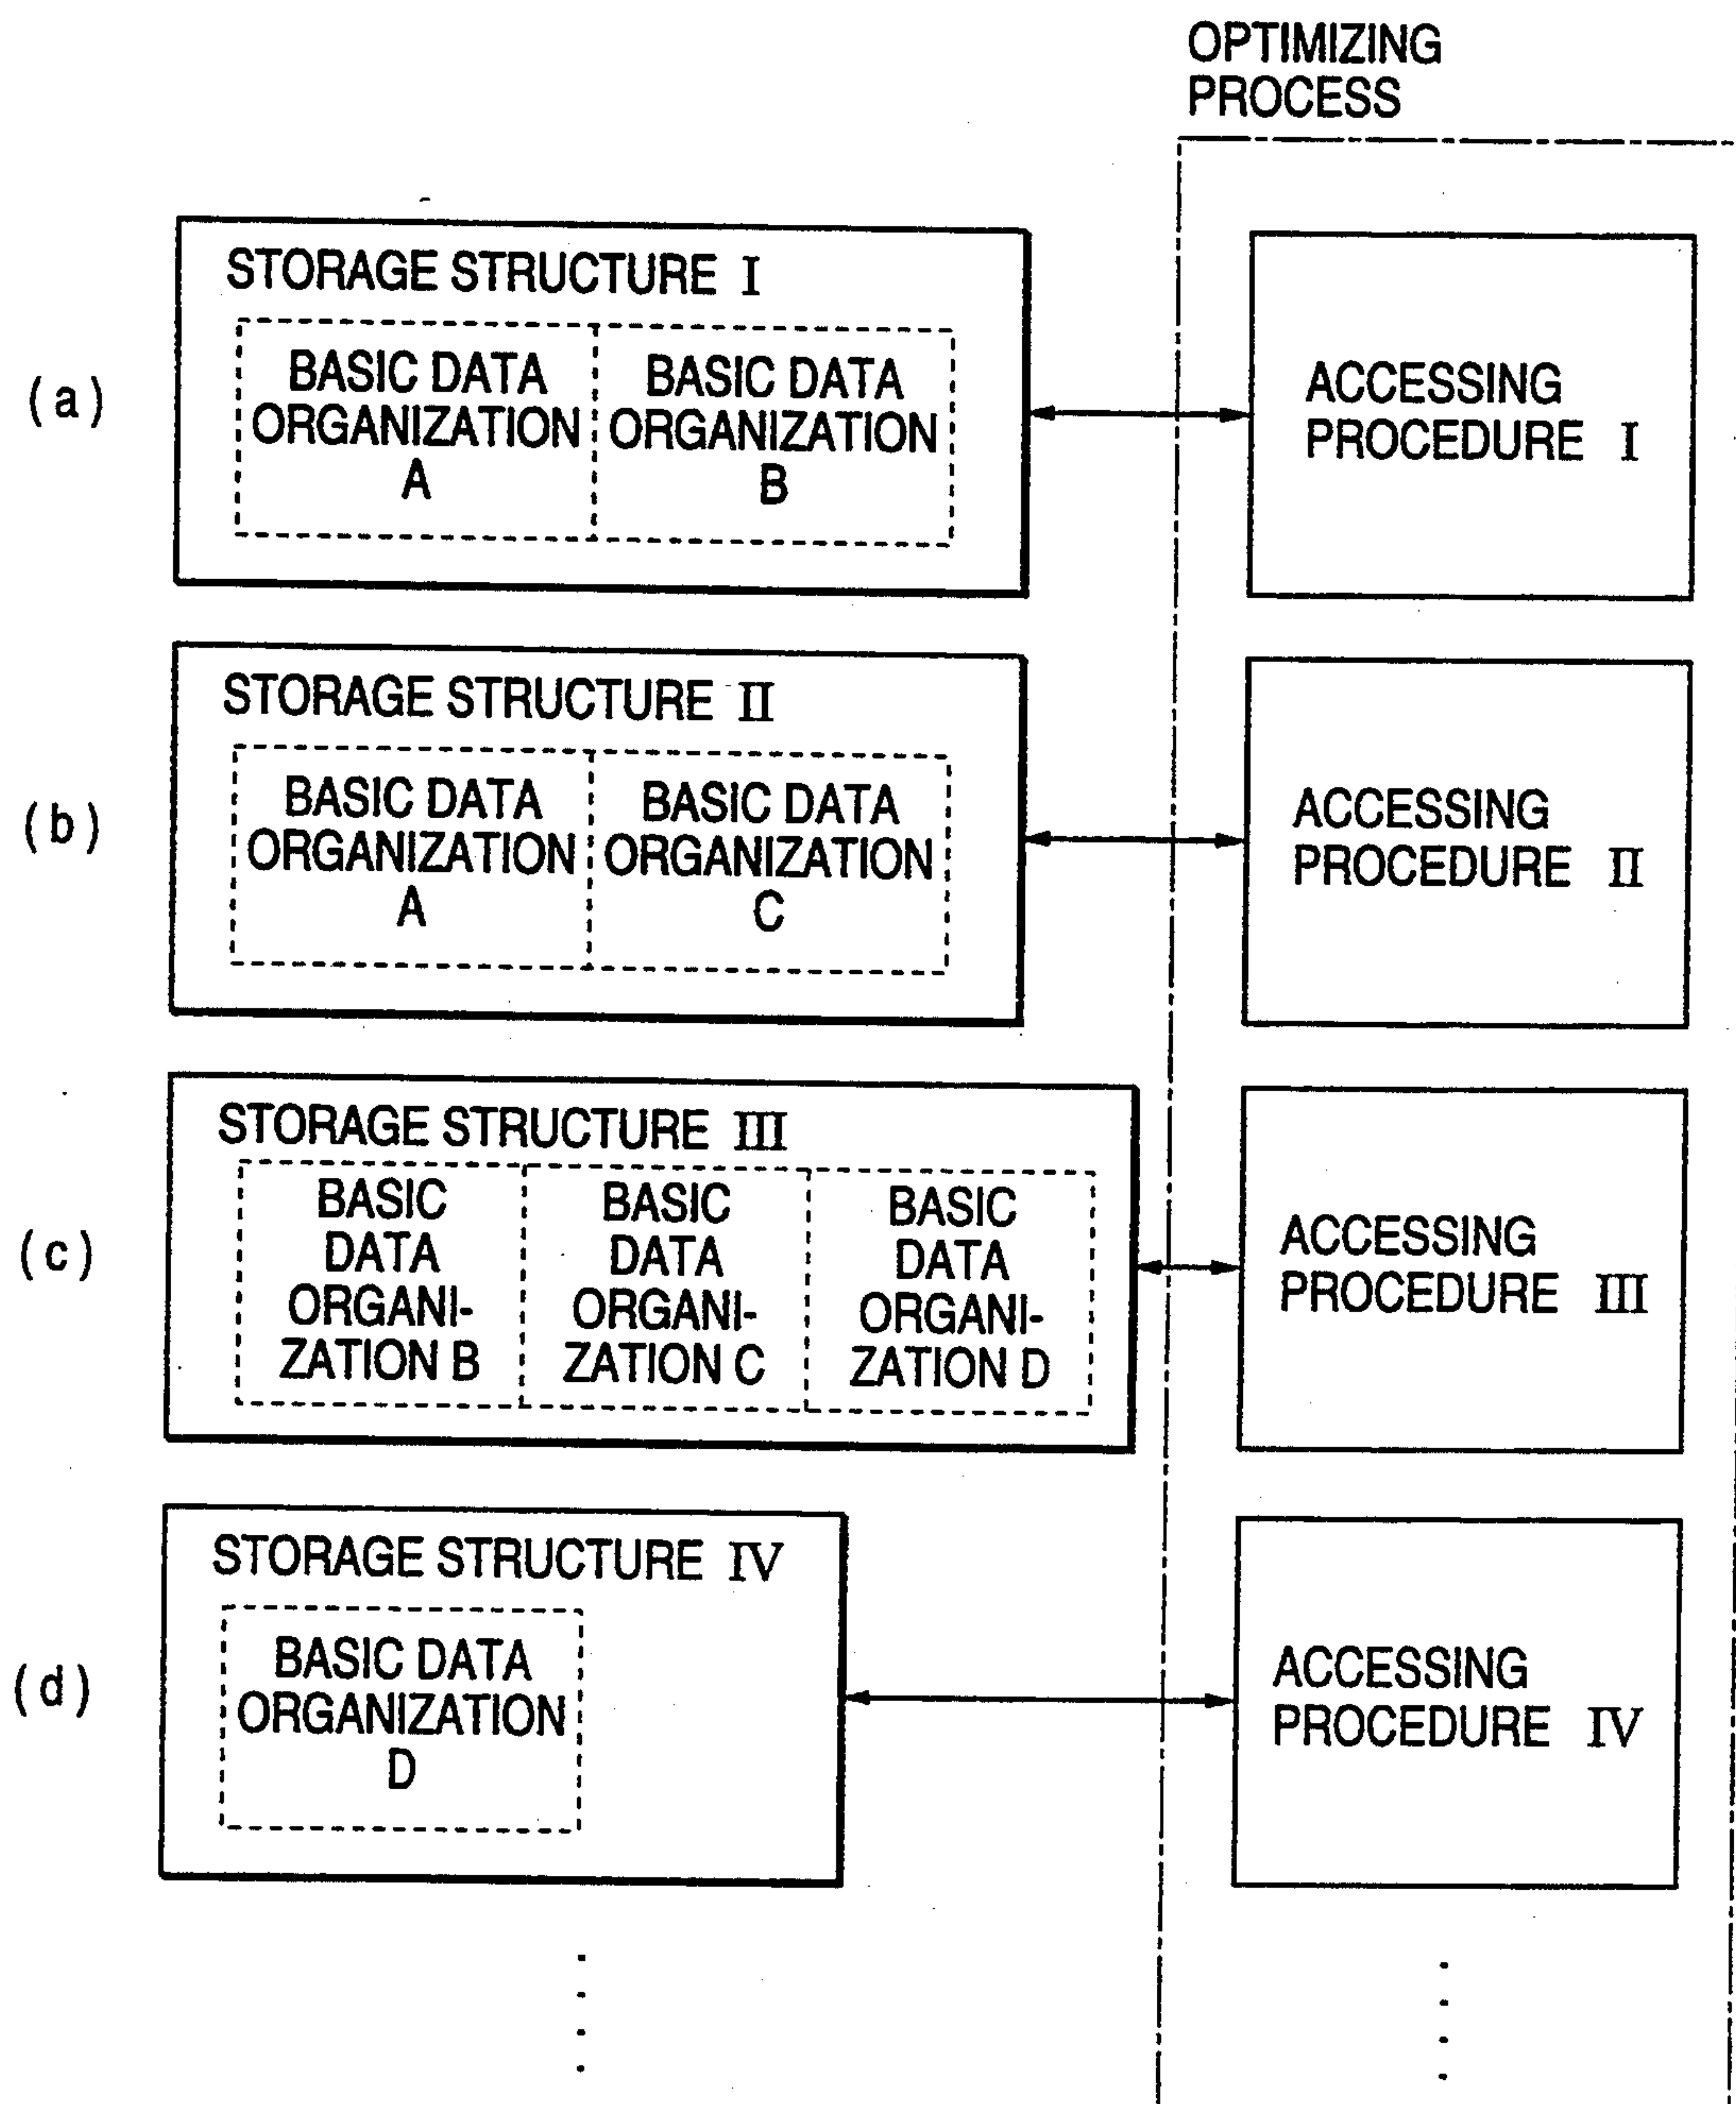 OPTIMIZING
PROCESS
(a)
STORAGE STRUCTURE I
BASIC DATA
ORGANIZATION
A
BASIC DATA
ORGANIZATION
B
ACCESSING
PROCEDURE I
(b)
STORAGE STRUCTURE II
BASIC DATA
ORGANIZATION
A
BASIC DATA
ORGANIZATION
C
ACCESSING
PROCEDURE II
(c)
STORAGE STRUCTURE III
BASIC
DATA
ORGANI-
ZATION B
BASIC
DATA
ORGANI-
ZATION C
BASIC
DATA
ORGANI-
ZATION D
ACCESSING
PROCEDURE III
(d)
STORAGE STRUCTURE IV
BASIC DATA
ORGANIZATION
D
ACCESSING
PROCEDURE IV